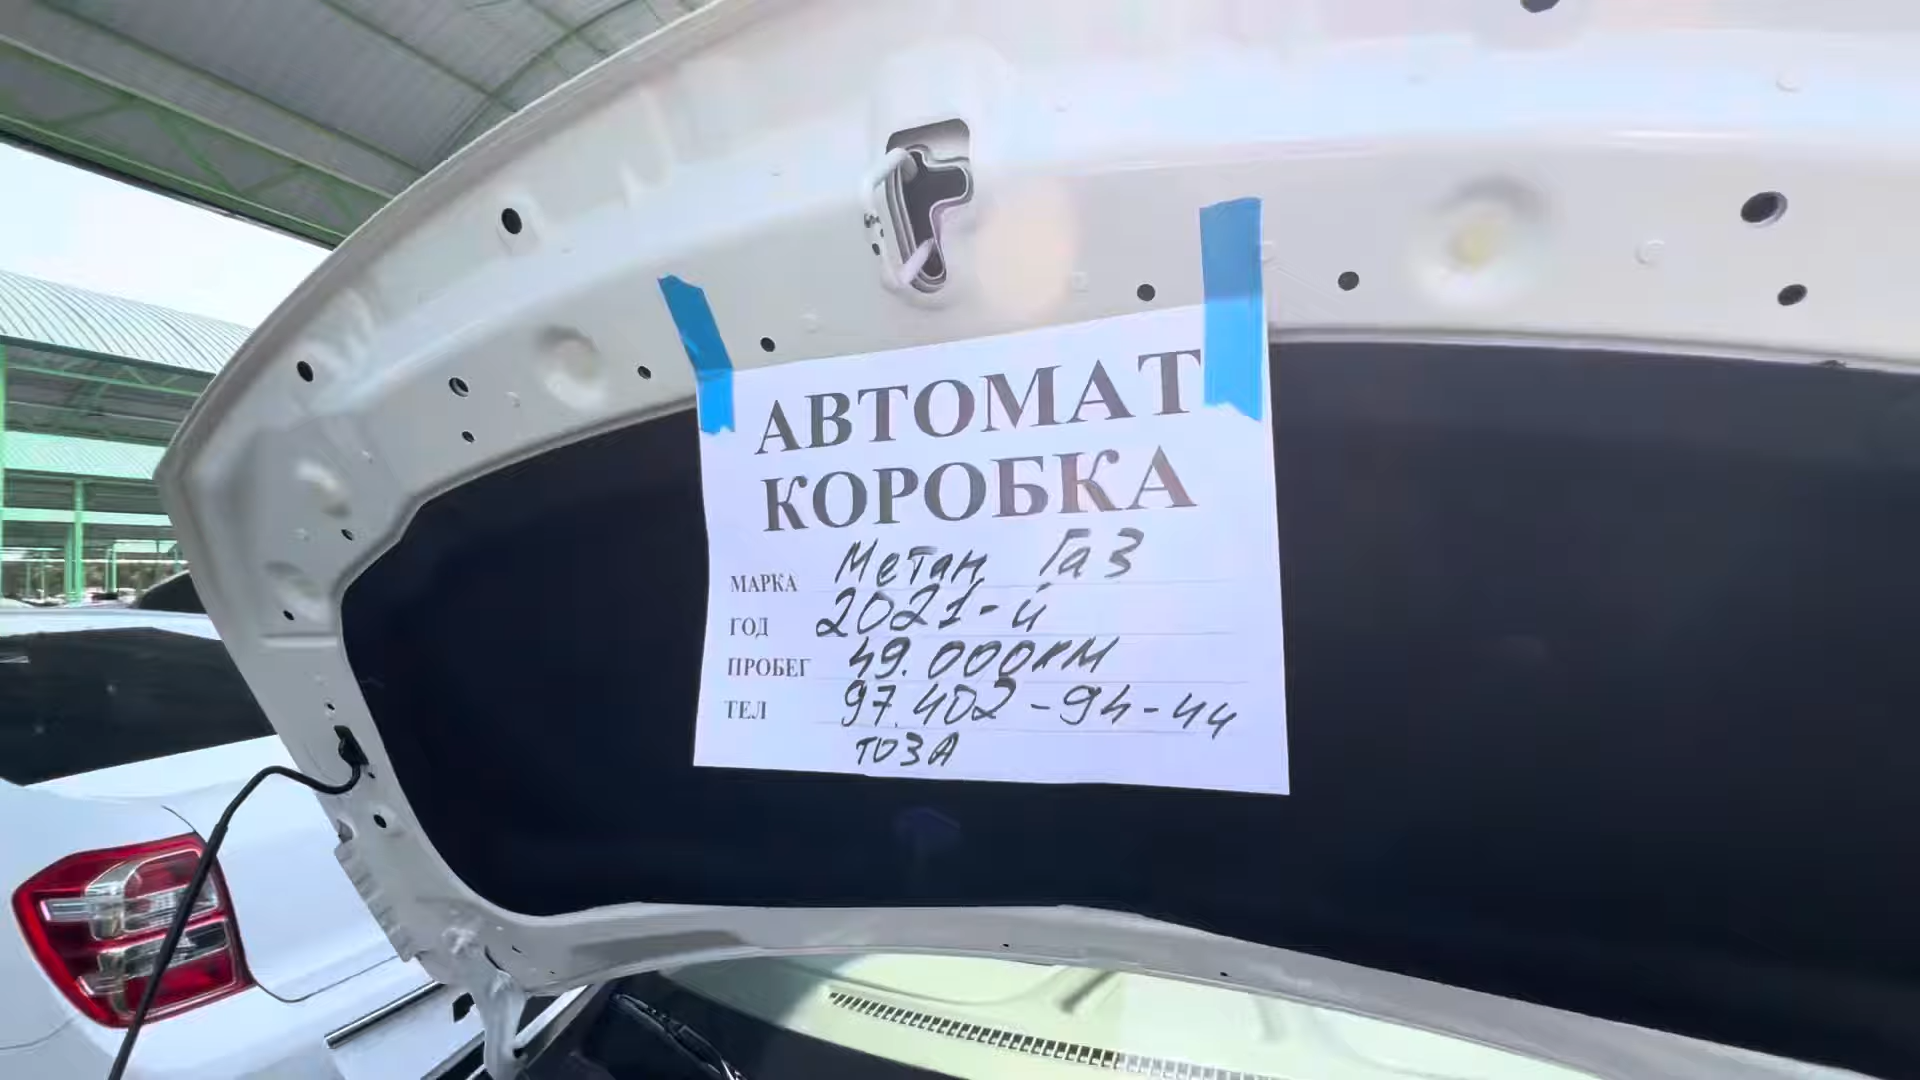 АВТОМАТ
КОРОБКА
МАРКА Метан Газ
ГОД 2021-й
ПРОБЕГ 49.000км
ТЕЛ 97.402-94-44
ТОЗА